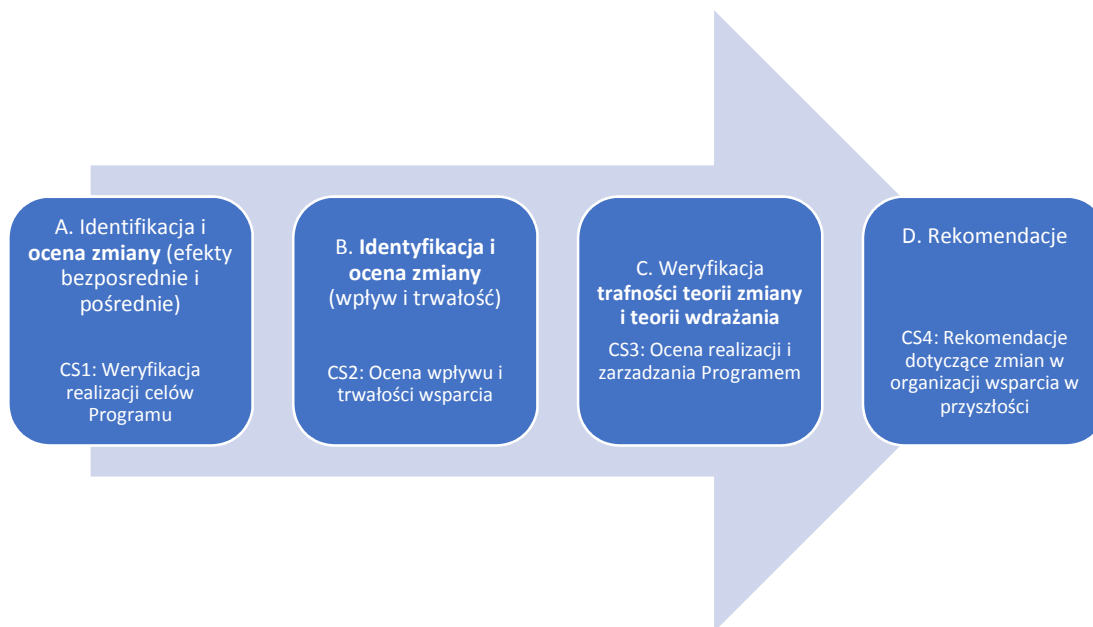 A. Identifikacja i
ocena zmiany (efekty
bezposrednie i
pośrednie)
CS1: Weryfikacja
realizacji celów
Programu
B. Identyfikacja i
ocena zmiany
(wpływ i trwałość)
CS2: Ocena wpływu i
trwałości wsparcia
C. Weryfikacja
trafności teorii zmiany
i teorii wdrażania
CS3: Ocena realizacji i
zarzadzania Programem
D. Rekomendacje
CS4: Rekomendacje
dotyczące zmian w
organizacji wsparcia w
przyszłości